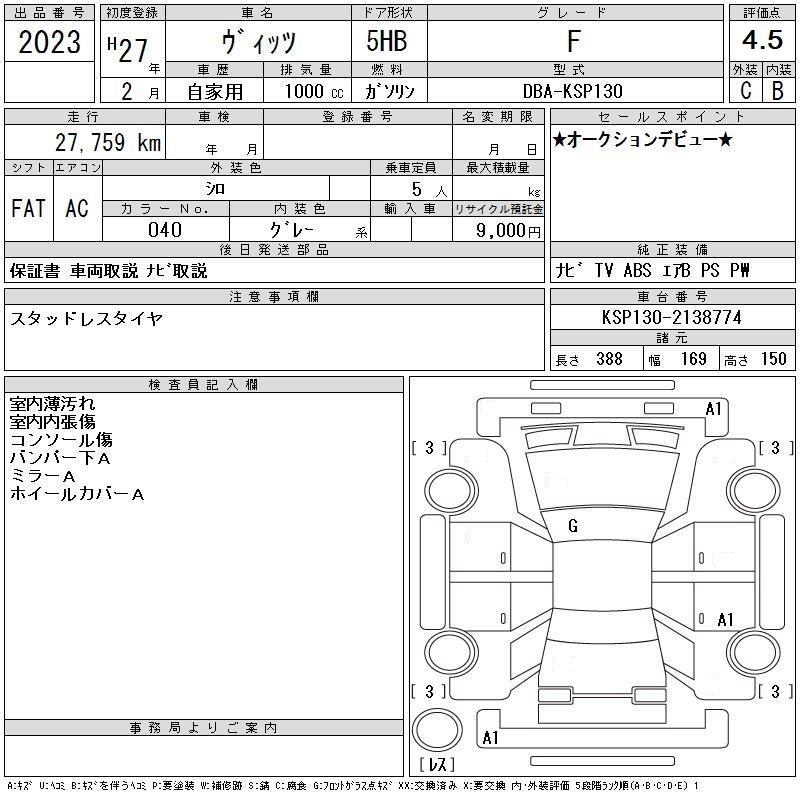 出品番号 初度登録 車名 ドア形状 グレード 評価点
2023 H27年 ヴィッツ 5HB F 4.5
車歴 排気量 燃料 型式 外装 内装
2月 自家用 1000 cc ガソリン DBA-KSP130 C B
走行 車検 登録番号 名変期限 セールスポイント
27,759 km 年 月 月 日 ★オークションデビュー★
シフト エアコン 外装色 乗車定員 最大積載量
シロ 5 人 kg
FAT AC カラーNo. 内装色 輸入車 リサイクル預託金
040 グレー 系 9,000円
後日発送部品 純正装備
保証書 車両取説 ナビ取説 ナビ TV ABS エアB PS PW
注意事項欄 車台番号
スタッドレスタイヤ KSP130-2138774
諸元
長さ 388 幅 169 高さ 150
検査員記入欄
室内薄汚れ
室内内張傷
コンソール傷
バンパー下A
ミラーA
ホイールカバーA
A1
[ 3 ] [ 3 ]
G
A1
[ 3 ] [ 3 ]
事務局よりご案内
A1
[ レス ]
A:キズ U:ヘコミ B:キズを伴うヘコミ P:要塗装 W:補修跡 S:錆 C:腐食 G:フロントガラス点キズ XX:交換済み X:要交換 内・外装評価 5段階ランク順(A・B・C・D・E) 1